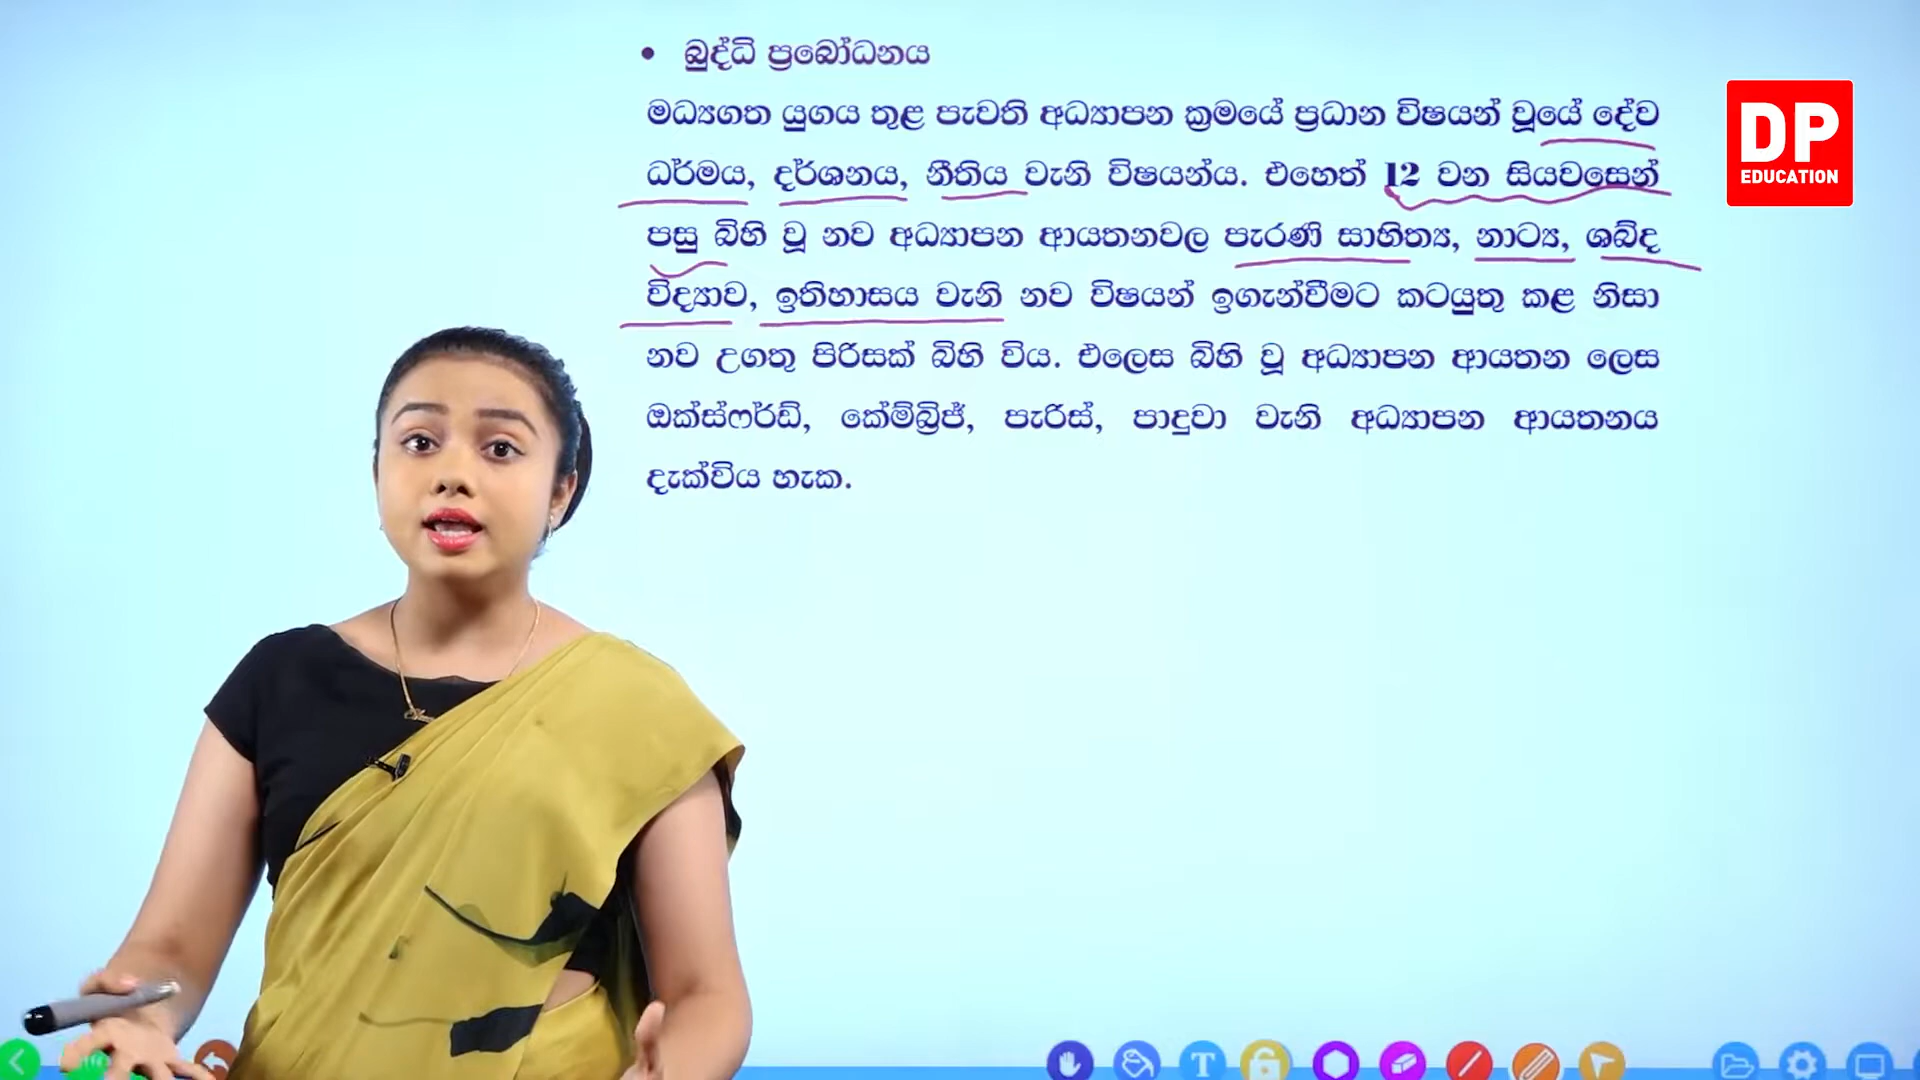 • බුද්ධි ප්‍රබෝධනය
මධ්‍යගත යුගය තුළ පැවති අධ්‍යාපන ක්‍රමයේ ප්‍රධාන විෂයන් වූයේ දේව
ධර්මය, දර්ශනය, නීතිය වැනි විෂයන්ය. එහෙත් 12 වන සියවසෙන්
පසු බිහි වූ නව අධ්‍යාපන ආයතනවල පැරණි සාහිත්‍ය, නාට්‍ය, ශබ්ද
විද්‍යාව, ඉතිහාසය වැනි නව විෂයන් ඉගැන්වීමට කටයුතු කළ නිසා
නව උගතු පිරිසක් බිහි විය. එලෙස බිහි වූ අධ්‍යාපන ආයතන ලෙස
ඔක්ස්ෆර්ඩ්, කේම්බ්‍රිජ්, පැරිස්, පාදුවා වැනි අධ්‍යාපන ආයතනය
දැක්විය හැක.
DP
EDUCATION